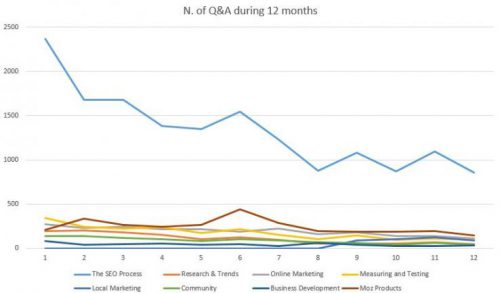 N. of Q&A during 12 months
2500
2000
1500
1000
500
0
1 2 3 4 5 6 7 8 9 10 11 12
The SEO Process Research & Trends Online Marketing Measuring and Testing
Local Marketing Community Business Development Moz Products